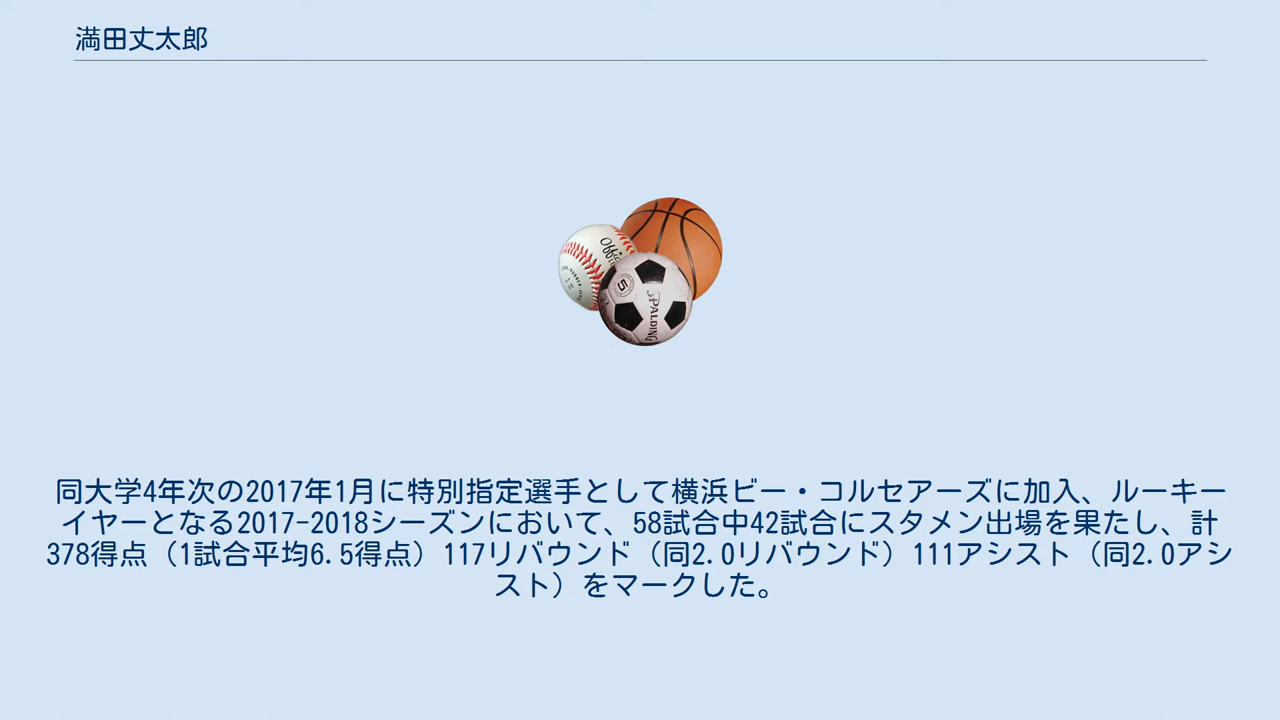 満田丈太郎
5
SPALDING
同大学4年次の2017年1月に特別指定選手として横浜ビー・コルセアーズに加入、ルーキー
イヤーとなる2017-2018シーズンにおいて、58試合中42試合にスタメン出場を果たし、計
378得点（1試合平均6.5得点）117リバウンド（同2.0リバウンド）111アシスト（同2.0アシ
スト）をマークした。